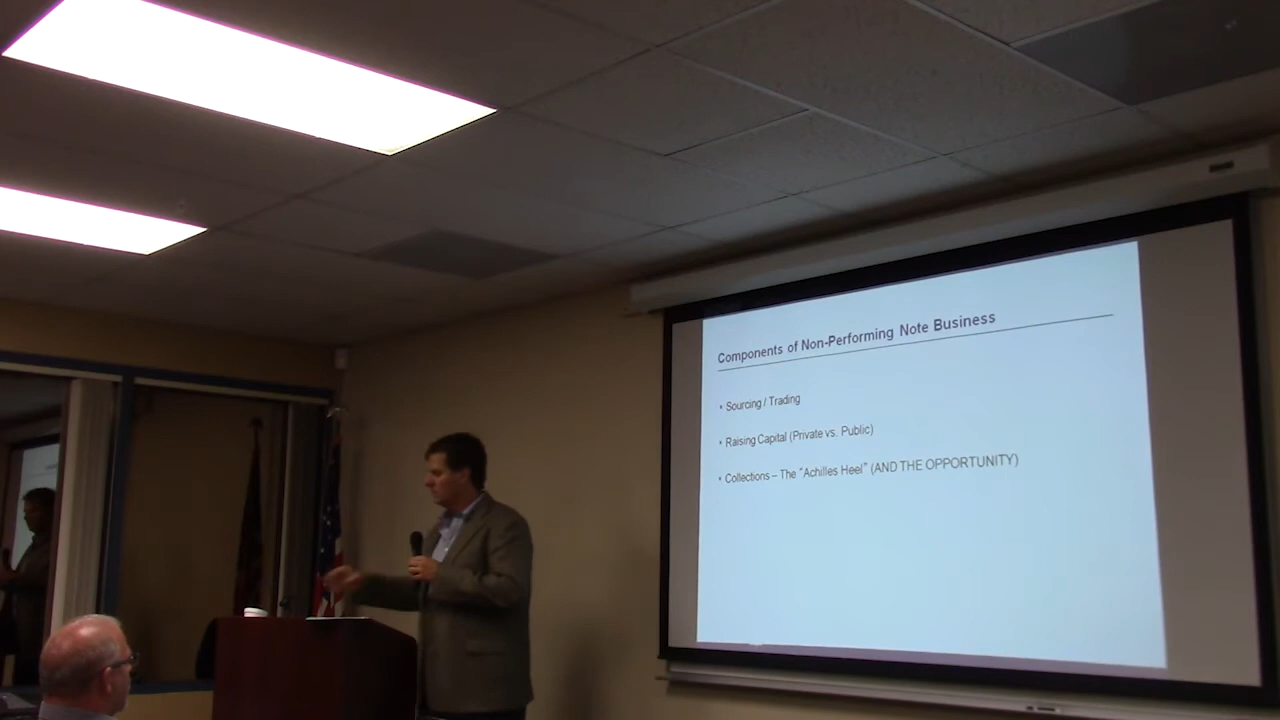 Components of Non-Performing Note Business
• Sourcing / Trading
• Raising Capital (Private vs. Public)
• Collections – The "Achilles Heel" (AND THE OPPORTUNITY)